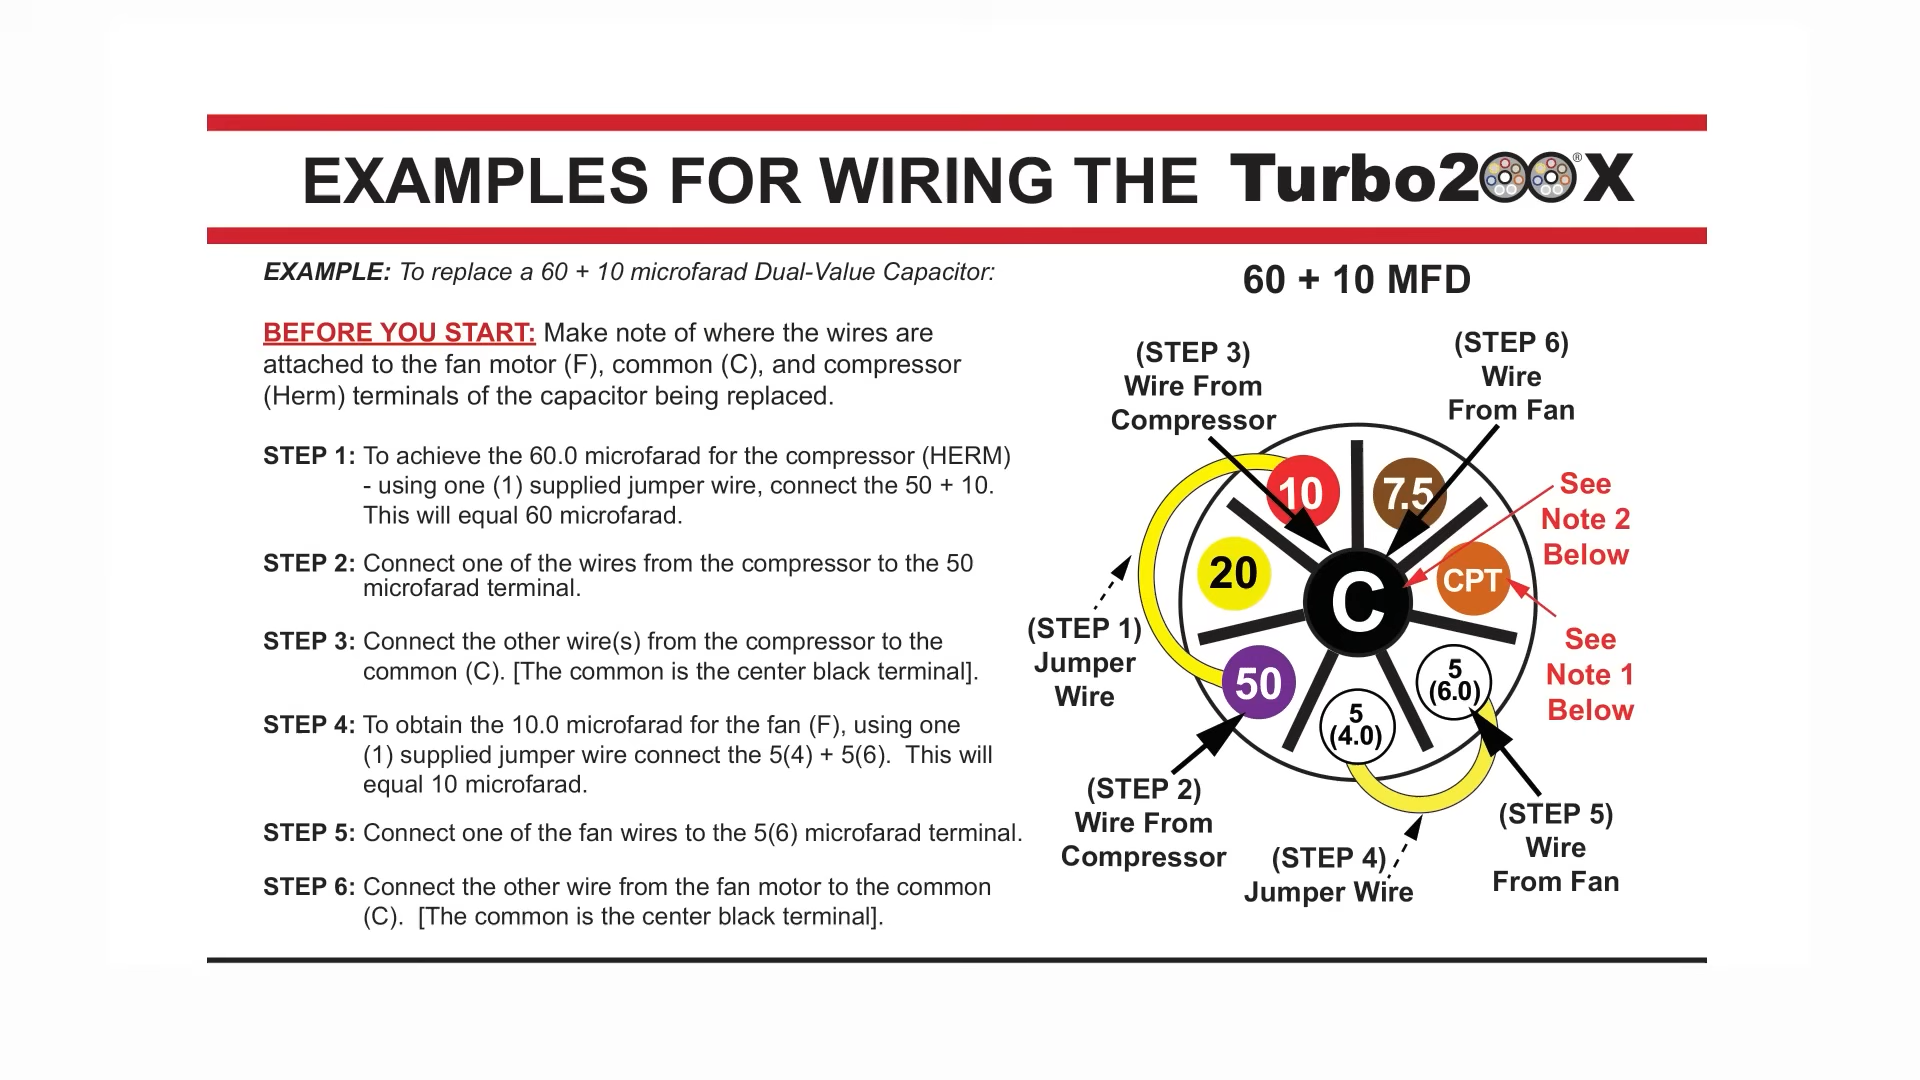 EXAMPLES FOR WIRING THE Turbo200®X
EXAMPLE: To replace a 60 + 10 microfarad Dual-Value Capacitor:
BEFORE YOU START: Make note of where the wires are
attached to the fan motor (F), common (C), and compressor
(Herm) terminals of the capacitor being replaced.
STEP 1: To achieve the 60.0 microfarad for the compressor (HERM)
- using one (1) supplied jumper wire, connect the 50 + 10.
This will equal 60 microfarad.
STEP 2: Connect one of the wires from the compressor to the 50
microfarad terminal.
STEP 3: Connect the other wire(s) from the compressor to the
common (C). [The common is the center black terminal].
STEP 4: To obtain the 10.0 microfarad for the fan (F), using one
(1) supplied jumper wire connect the 5(4) + 5(6). This will
equal 10 microfarad.
STEP 5: Connect one of the fan wires to the 5(6) microfarad terminal.
STEP 6: Connect the other wire from the fan motor to the common
(C). [The common is the center black terminal].
60 + 10 MFD
(STEP 3)
Wire From
Compressor
(STEP 6)
Wire
From Fan
10
7.5
See
Note 2
Below
20
CPT
C
(STEP 1)
Jumper
Wire
See
Note 1
Below
50
5
(6.0)
5
(4.0)
(STEP 2)
Wire From
Compressor
(STEP 4)
Jumper Wire
(STEP 5)
Wire
From Fan